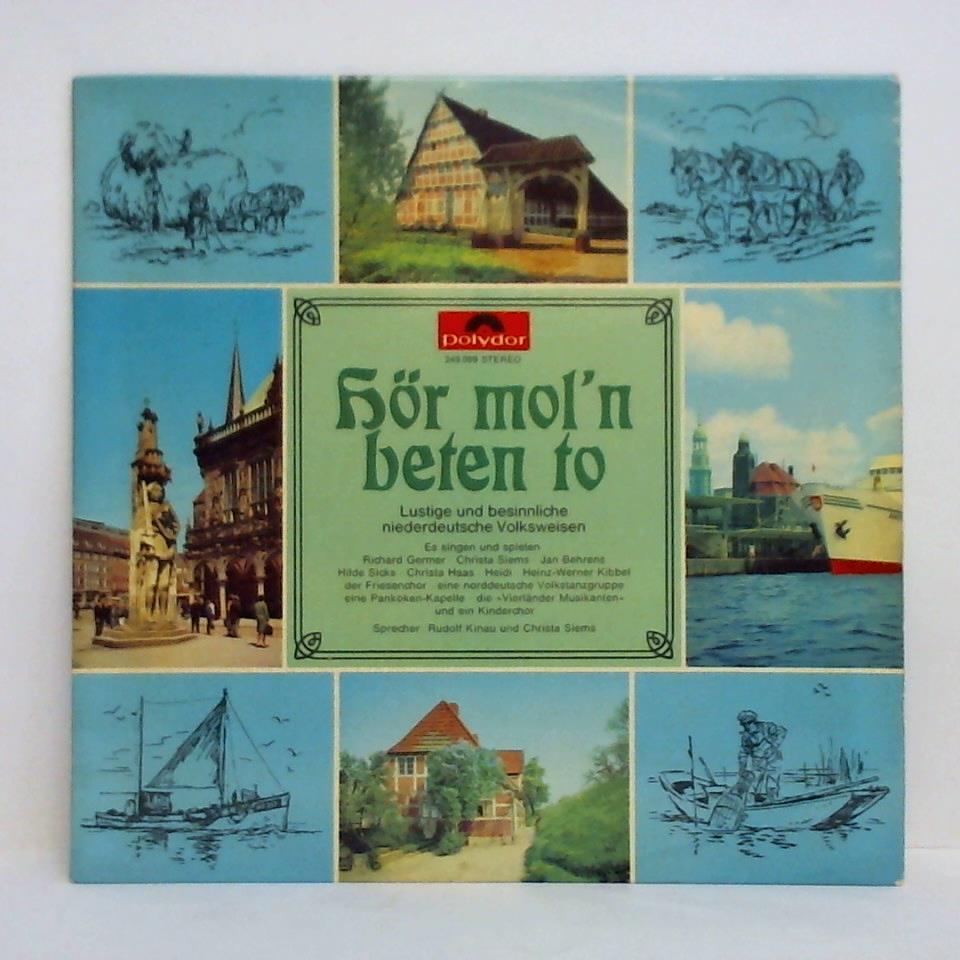 Polydor
249 099 STEREO
Hör mol'n
beten to
Lustige und besinnliche
niederdeutsche Volksweisen
Es singen und spielen
Richard Germer Christa Siems Jan Behrens
Hilde Sicks Christa Haas Heidi Heinz-Werner Kibbel
der Friesenchor eine norddeutsche Volkstanzgruppe
eine Pankoken-Kapelle die »Vierländer Musikanten«
und ein Kinderchor
Sprecher Rudolf Kinau und Christa Siems